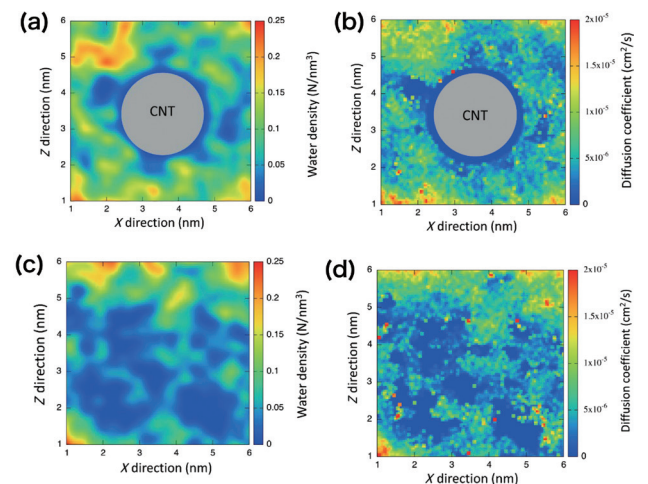 (a)
6
5
4
3
2
1
Z direction (nm)
CNT
1 2 3 4 5 6
X direction (nm)
0.25
0.2
0.15
0.1
0.05
0
Water density (N/nm³)
(b)
6
5
4
3
2
1
Z direction (nm)
CNT
1 2 3 4 5 6
X direction (nm)
2x10⁻⁵
1x10⁻⁵
5x10⁻⁶
0
Diffusion coefficient (cm²/s)
(c)
6
5
4
3
2
1
Z direction (nm)
1 2 3 4 5 6
X direction (nm)
0.25
0.2
0.15
0.1
0.05
0
Water density (N/nm³)
(d)
6
5
4
3
2
1
Z direction (nm)
1 2 3 4 5 6
X direction (nm)
2x10⁻⁵
1x10⁻⁵
5x10⁻⁶
0
Diffusion coefficient (cm²/s)